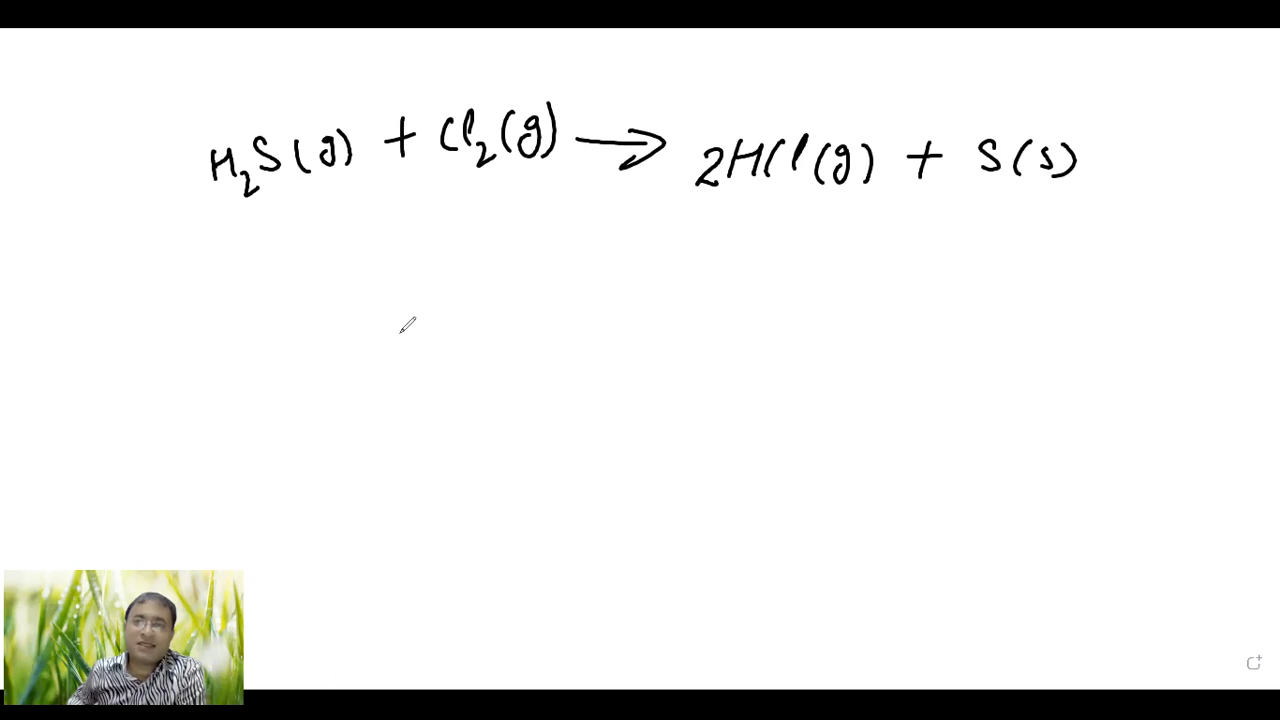 H₂S(g) + Cl₂(g) → 2HCl(g) + S(s)